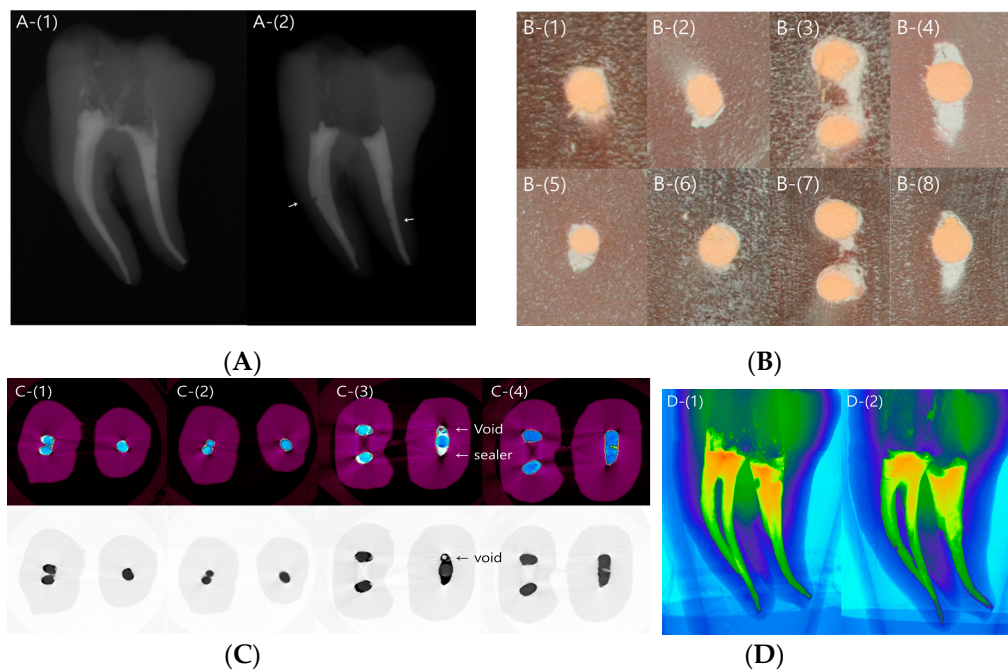 A-(1) A-(2)
B-(1) B-(2) B-(3) B-(4)
B-(5) B-(6) B-(7) B-(8)
(A) (B)
C-(1) C-(2) C-(3) C-(4)
Void
sealer
void
D-(1) D-(2)
(C) (D)